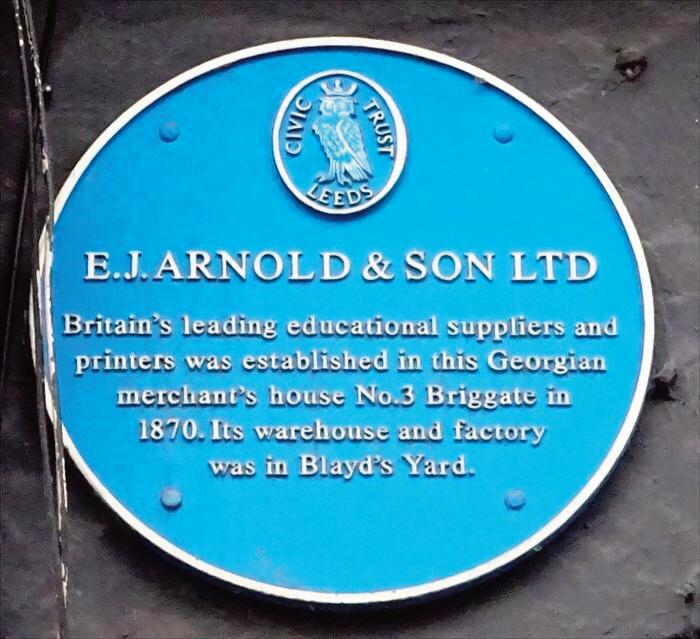 CIVIC TRUST
LEEDS
E.J. ARNOLD & SON LTD
Britain's leading educational suppliers and
printers was established in this Georgian
merchant's house No.3 Briggate in
1870. Its warehouse and factory
was in Blayd's Yard.